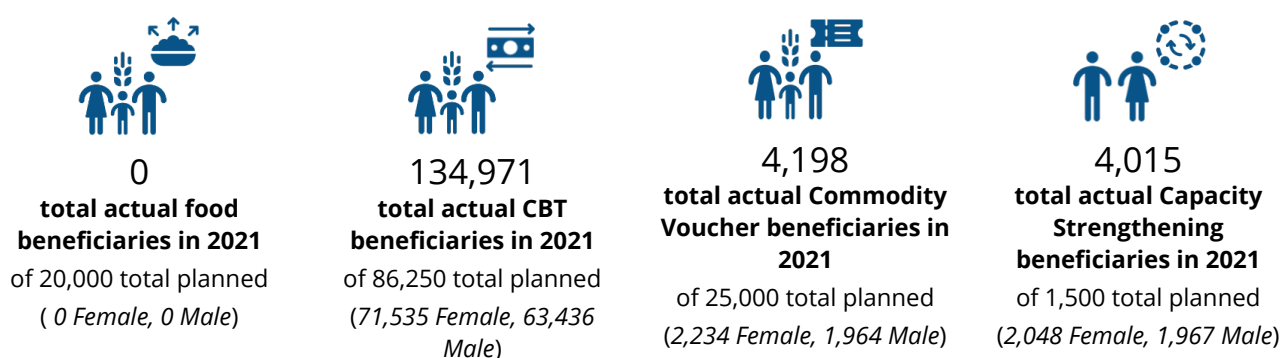 0
total actual food
beneficiaries in 2021
of 20,000 total planned
( 0 Female, 0 Male)
134,971
total actual CBT
beneficiaries in 2021
of 86,250 total planned
(71,535 Female, 63,436
Male)
4,198
total actual Commodity
Voucher beneficiaries in
2021
of 25,000 total planned
(2,234 Female, 1,964 Male)
4,015
total actual Capacity
Strengthening
beneficiaries in 2021
of 1,500 total planned
(2,048 Female, 1,967 Male)